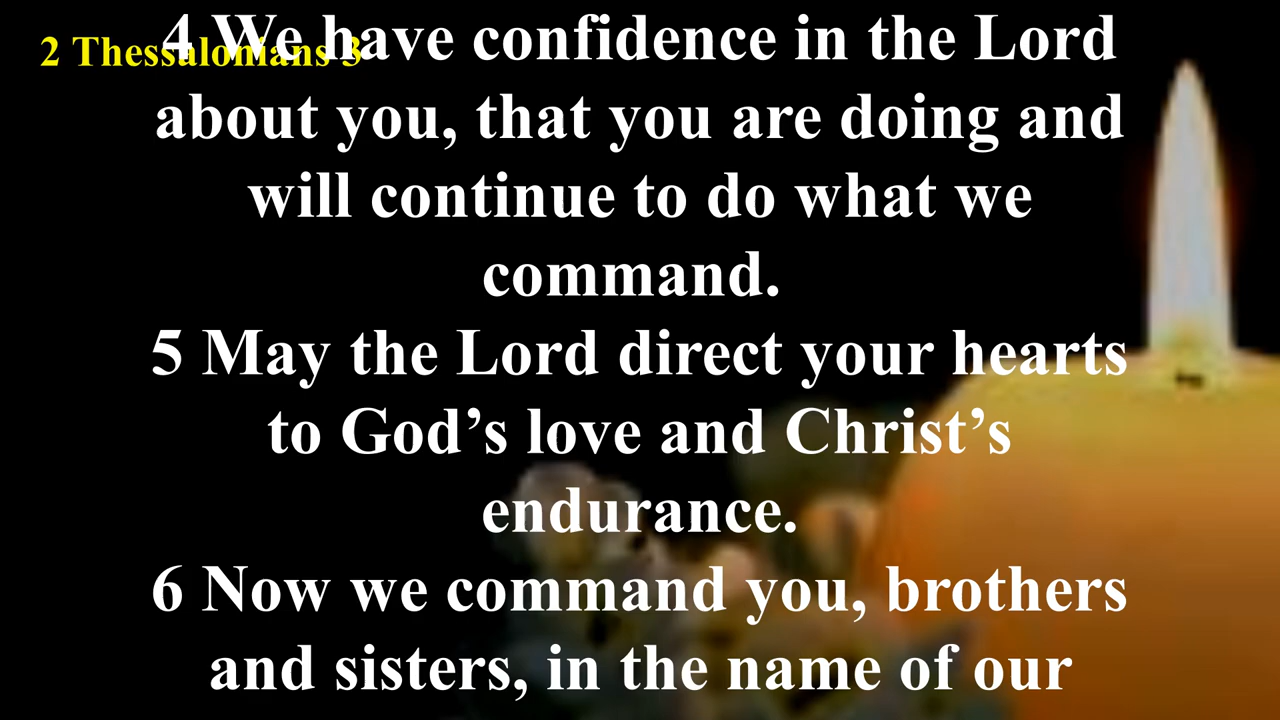 2 Thessalonians 3
4 We have confidence in the Lord
about you, that you are doing and
will continue to do what we
command.
5 May the Lord direct your hearts
to God’s love and Christ’s
endurance.
6 Now we command you, brothers
and sisters, in the name of our